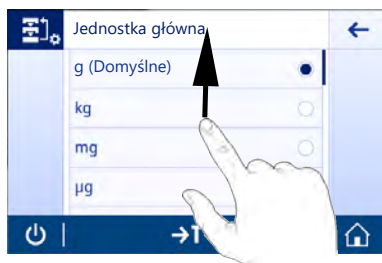 Jednostka główna
g (Domyślne)
kg
mg
µg
→T